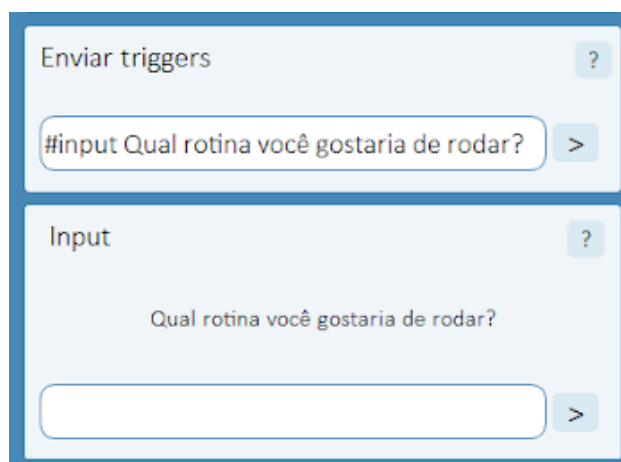 Enviar triggers
?
#input Qual rotina você gostaria de rodar?
>
Input
?
Qual rotina você gostaria de rodar?
>